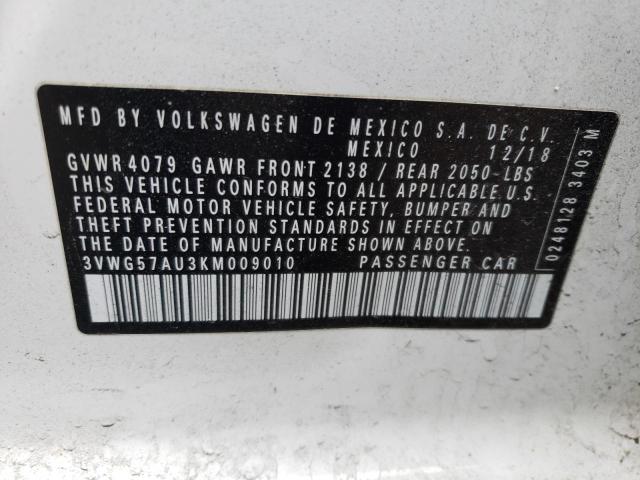 MFD BY VOLKSWAGEN DE MEXICO S.A. DE C.V.
MEXICO 12/18
GVWR 4079 GAWR FRONT 2138 / REAR 2050-LBS
THIS VEHICLE CONFORMS TO ALL APPLICABLE U.S.
FEDERAL MOTOR VEHICLE SAFETY, BUMPER AND
THEFT PREVENTION STANDARDS IN EFFECT ON
THE DATE OF MANUFACTURE SHOWN ABOVE.
3VWG57AU3KM009010 PASSENGER CAR
0248128 3403 M